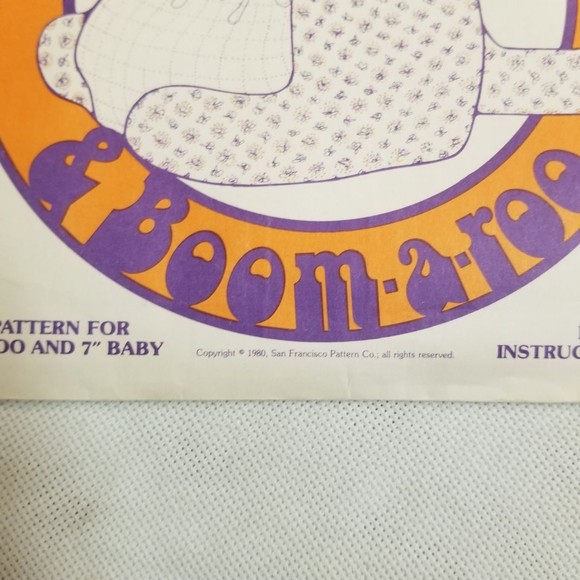 & Boom-a-roo
PATTERN FOR
OO AND 7" BABY
Copyright © 1980, San Francisco Pattern Co.; all rights reserved.
INSTRUC